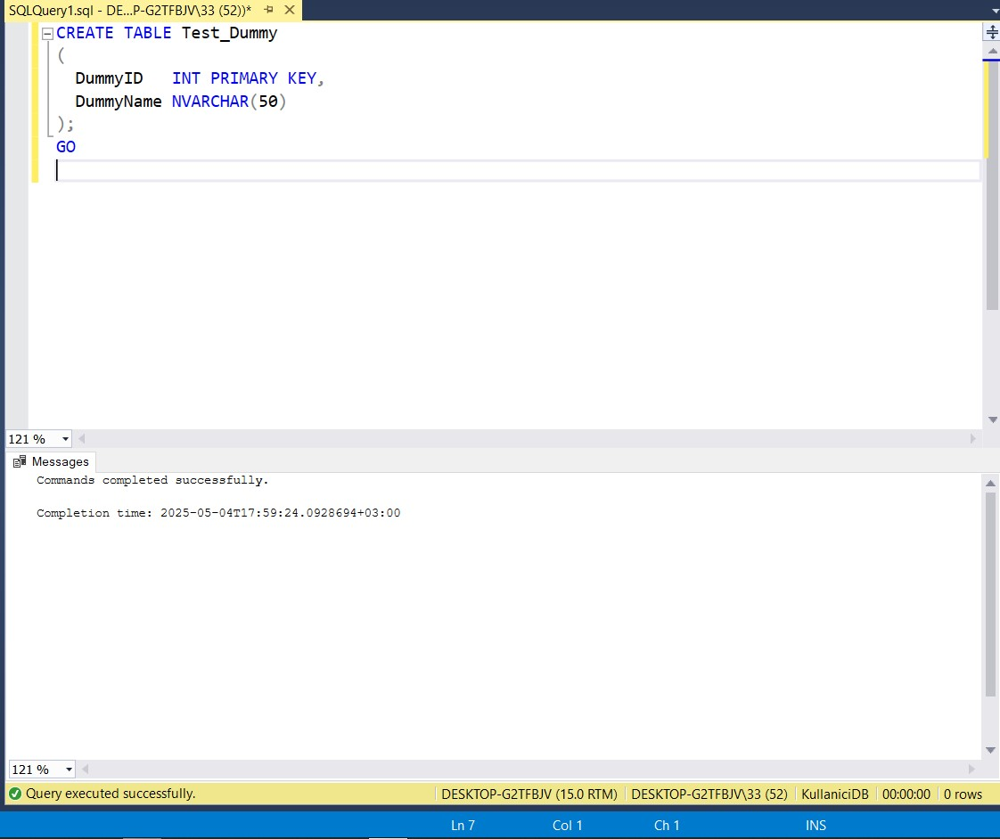 SQLQuery1.sql - DE...P-G2TFBJV\33 (52))*
CREATE TABLE Test_Dummy
(
DummyID INT PRIMARY KEY,
DummyName NVARCHAR(50)
);
GO
121 %
Messages
Commands completed successfully.
Completion time: 2025-05-04T17:59:24.0928694+03:00
121 %
Query executed successfully. DESKTOP-G2TFBJV (15.0 RTM) DESKTOP-G2TFBJV\33 (52) KullaniciDB 00:00:00 0 rows
Ln 7 Col 1 Ch 1 INS